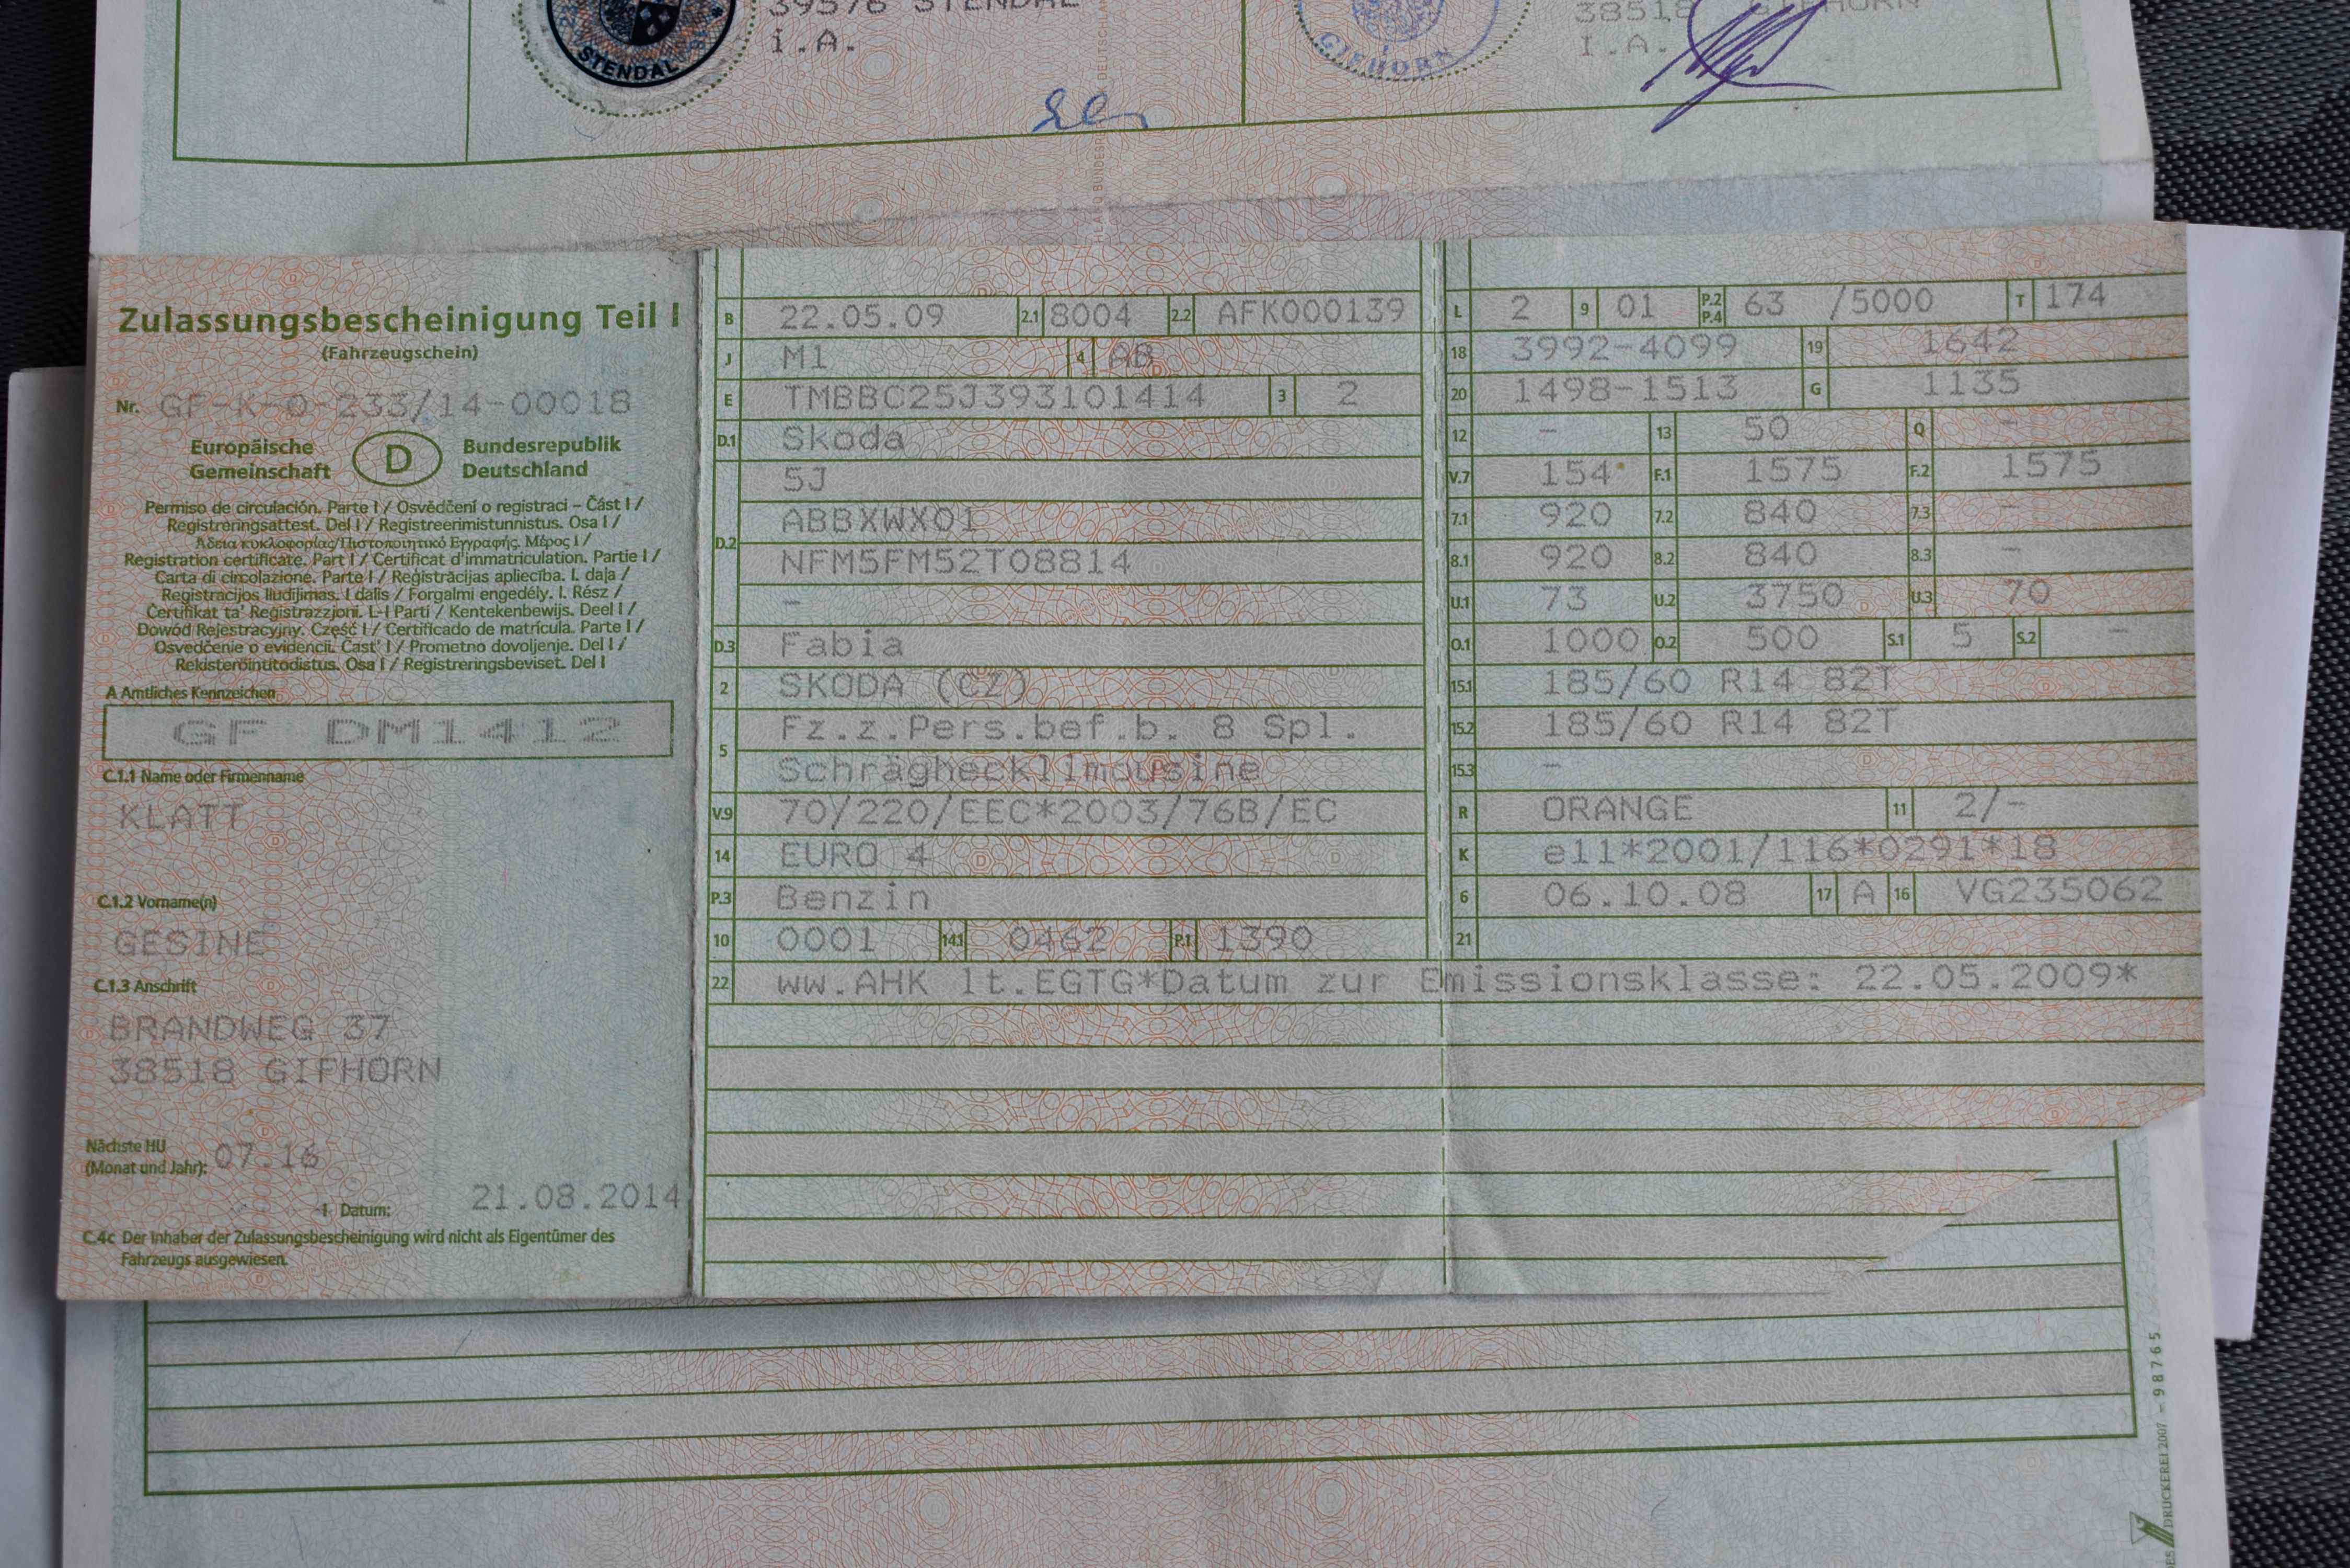 39576 STENDAL
i.A.
STENDAL
38518 GIFHORN
I.A.
GIFHORN
Zulassungsbescheinigung Teil I
(Fahrzeugschein)
Nr. GF-K-0-233/14-00018
Europäische Gemeinschaft
D
Bundesrepublik Deutschland
Permiso de circulación. Parte I / Osvědčení o registraci – Část I /
Registreringsattest. Del I / Registreerimistunnistus. Osa I /
Άδεια κυκλοφορίας/Πιστοποιητικό Εγγραφής. Μέρος I /
Registration certificate. Part I / Certificat d'immatriculation. Partie I /
Carta di circolazione. Parte I / Reģistrācijas apliecība. I. daļa /
Registracijos liudijimas. I dalis / Forgalmi engedély. I. Rész /
Ċertifikat ta' Reġistrazzjoni. L-I Parti / Kentekenbewijs. Deel I /
Dowód Rejestracyjny. Część I / Certificado de matrícula. Parte I /
Osvedčenie o evidencii. Časť I / Prometno dovoljenje. Del I /
Rekisteröintitodistus. Osa I / Registreringsbeviset. Del I
A Amtliches Kennzeichen
GF DM1412
C.1.1 Name oder Firmenname
KLATT
C.1.2 Vorname(n)
GESINE
C.1.3 Anschrift
BRANDWEG 37
38518 GIFHORN
Nächste HU
(Monat und Jahr): 07.16
I Datum: 21.08.2014
C.4c Der Inhaber der Zulassungsbescheinigung wird nicht als Eigentümer des
Fahrzeugs ausgewiesen.
B 22.05.09 2.1 8004 2.2 AFK000139
J M1 4 AB
E TMBBC25J393101414 3 2
D.1 Skoda
5J
D.2 ABBXWX01
NFM5FM52T08814
-
D.3 Fabia
2 SKODA (CZ)
5 Fz.z.Pers.bef.b. 8 Spl.
Schräghecklimousine
V.9 70/220/EEC*2003/76B/EC
14 EURO 4
P.3 Benzin
10 0001 14.1 0462 P.1 1390
22 ww.AHK lt.EGTG*Datum zur Emissionsklasse: 22.05.2009*
L 2 9 01 P.2 P.4 63 /5000 T 174
18 3992-4099 19 1642
20 1498-1513 G 1135
12 - 13 50 Q -
V.7 154 F.1 1575 F.2 1575
7.1 920 7.2 840 7.3 -
8.1 920 8.2 840 8.3 -
U.1 73 U.2 3750 U.3 70
O.1 1000 O.2 500 S.1 5 S.2 -
15.1 185/60 R14 82T
15.2 185/60 R14 82T
15.3 -
R ORANGE 11 2/-
K e11*2001/116*0291*18
6 06.10.08 17 A 16 VG235062
21
DRUCKEREI 2007 – 98765